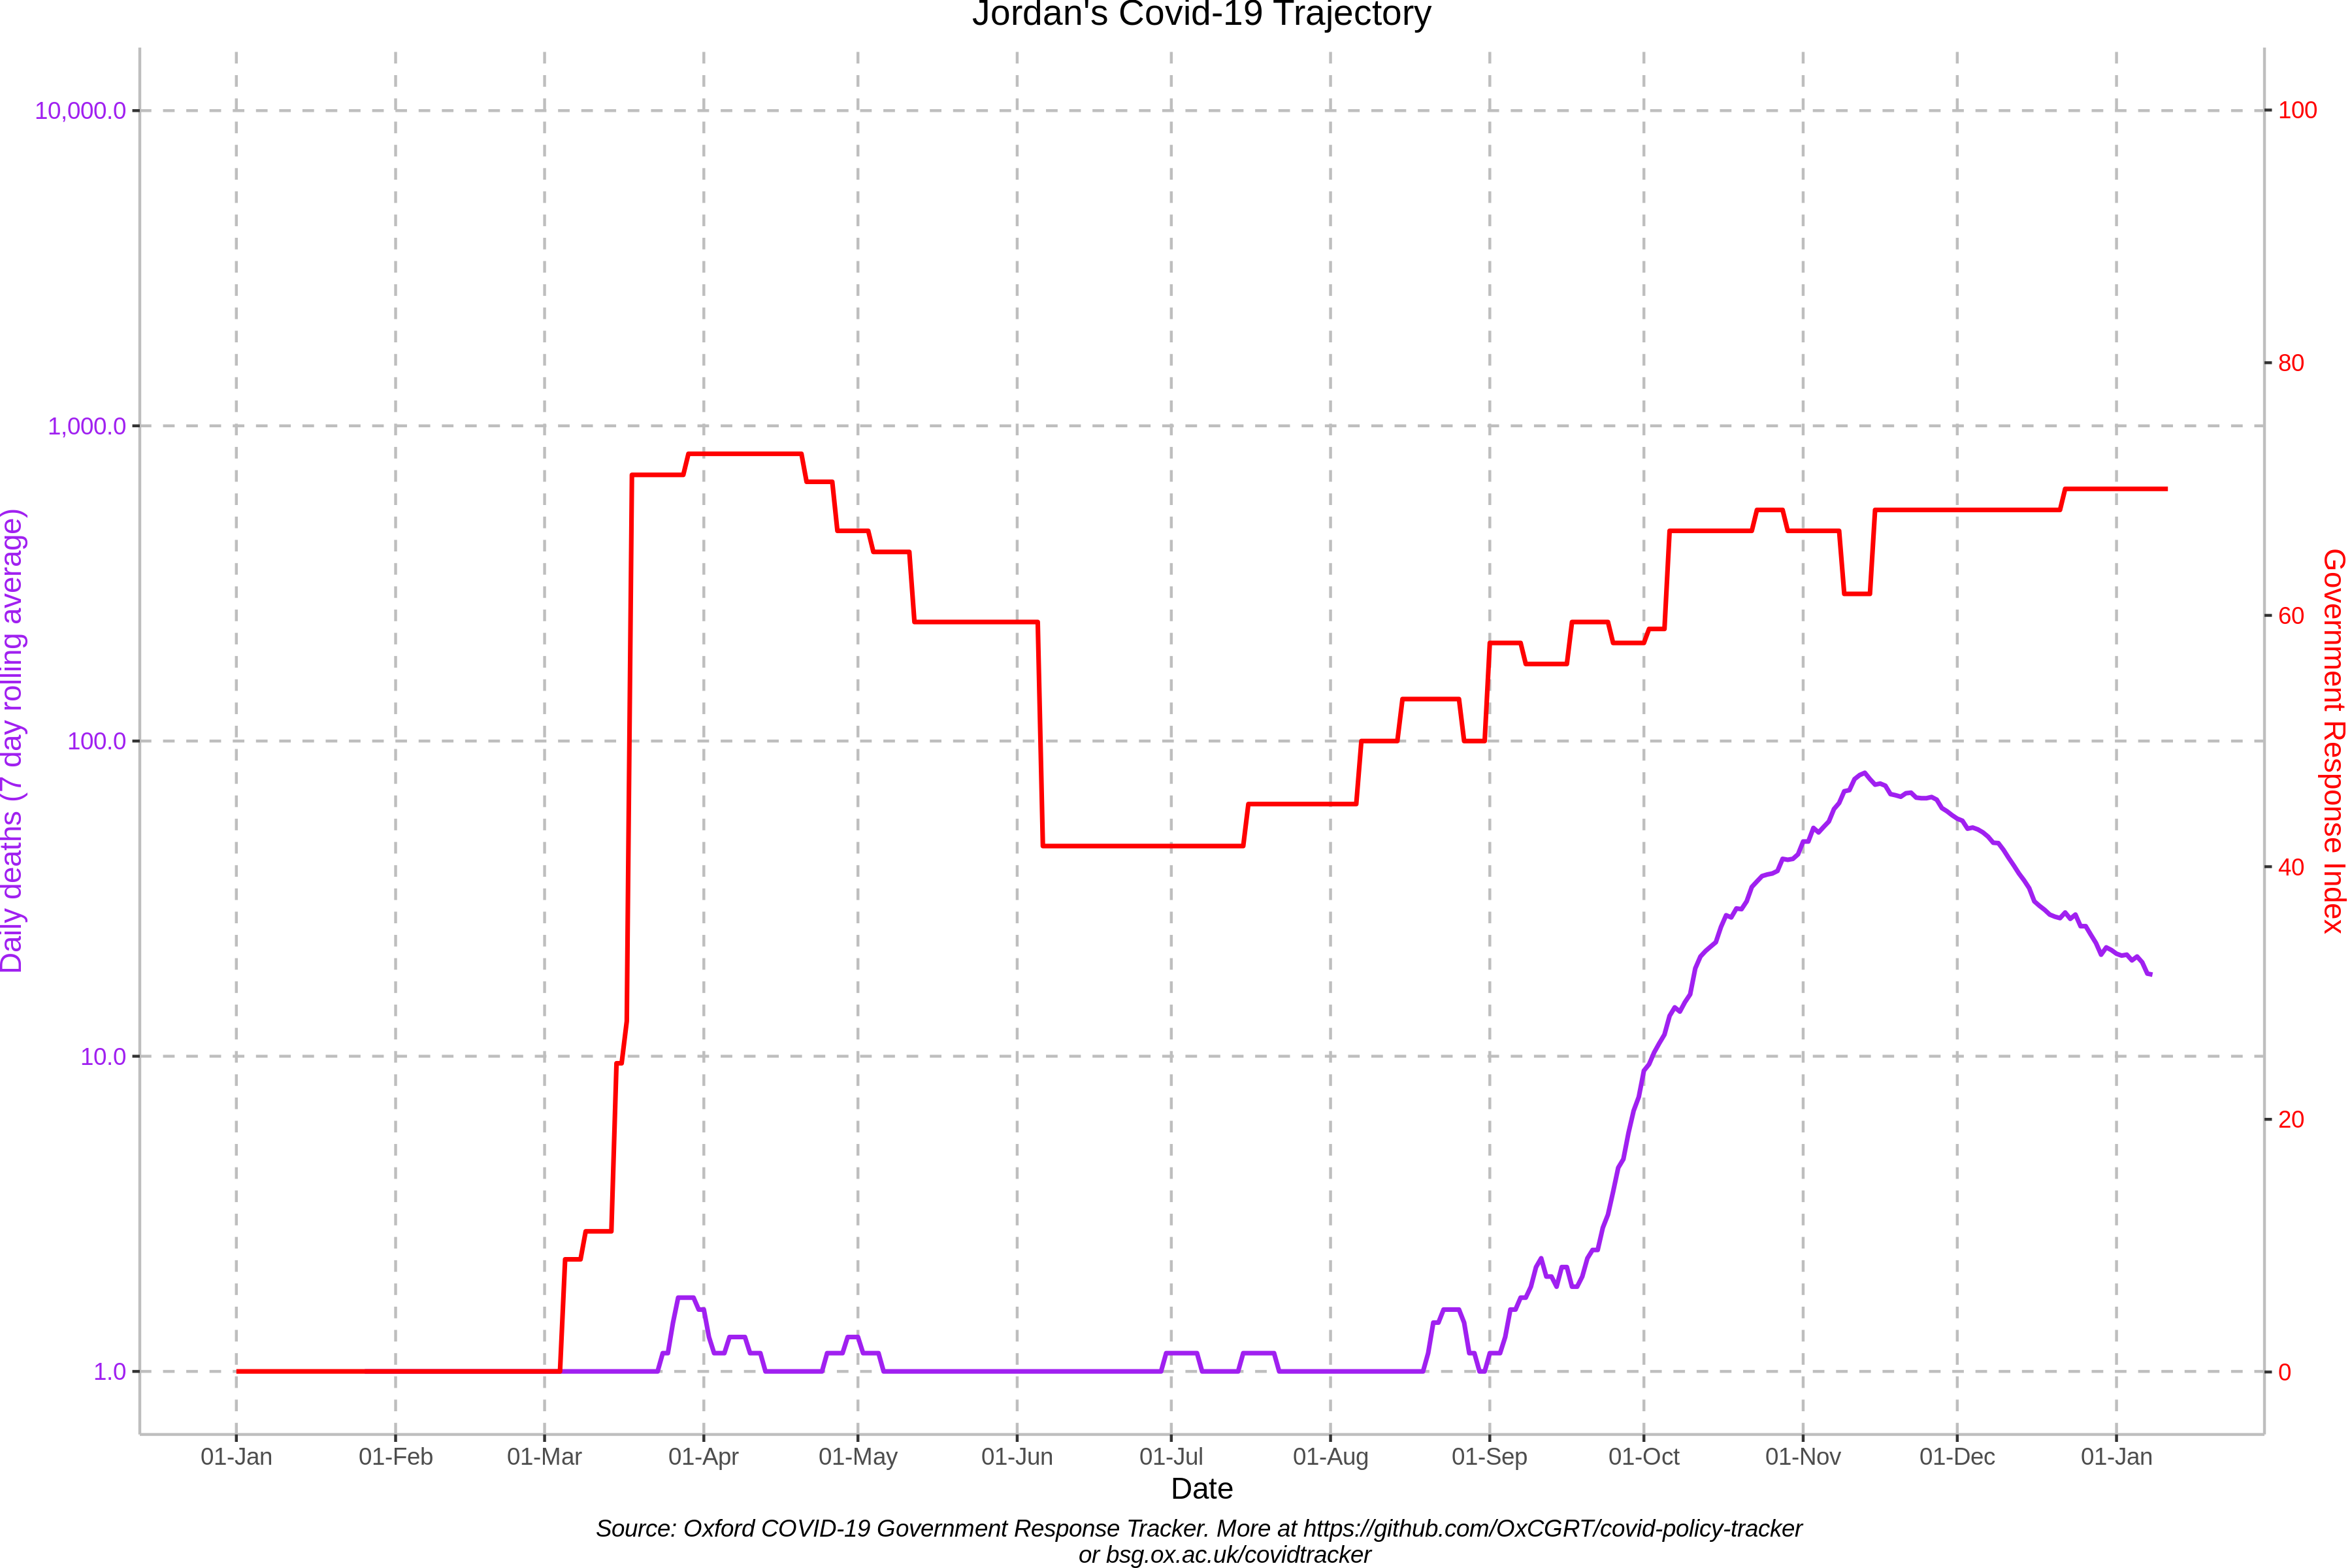 Jordan's Covid-19 Trajectory
10,000.0
1,000.0
100.0
10.0
1.0
Daily deaths (7 day rolling average)
100
80
60
40
20
0
Government Response Index
01-Jan 01-Feb 01-Mar 01-Apr 01-May 01-Jun 01-Jul 01-Aug 01-Sep 01-Oct 01-Nov 01-Dec 01-Jan
Date
Source: Oxford COVID-19 Government Response Tracker. More at https://github.com/OxCGRT/covid-policy-tracker
or bsg.ox.ac.uk/covidtracker